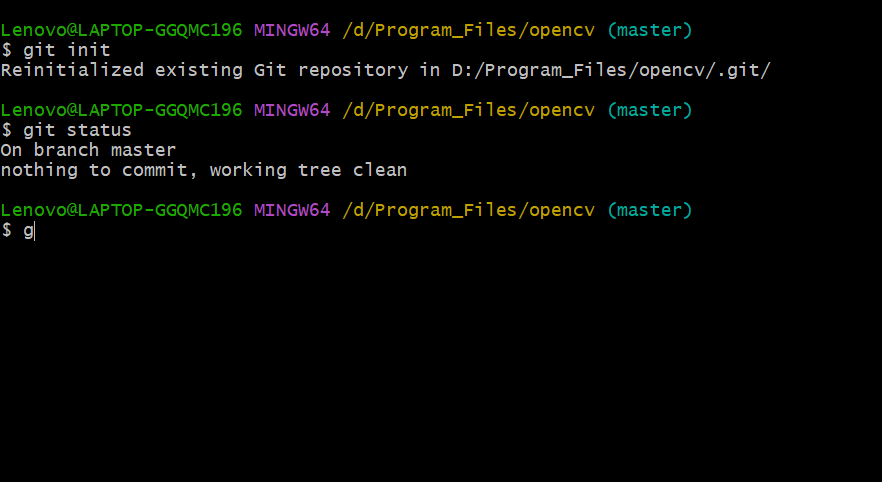 Lenovo@LAPTOP-GGQMC196 MINGW64 /d/Program_Files/opencv (master)
$ git init
Reinitialized existing Git repository in D:/Program_Files/opencv/.git/
Lenovo@LAPTOP-GGQMC196 MINGW64 /d/Program_Files/opencv (master)
$ git status
On branch master
nothing to commit, working tree clean
Lenovo@LAPTOP-GGQMC196 MINGW64 /d/Program_Files/opencv (master)
$ g